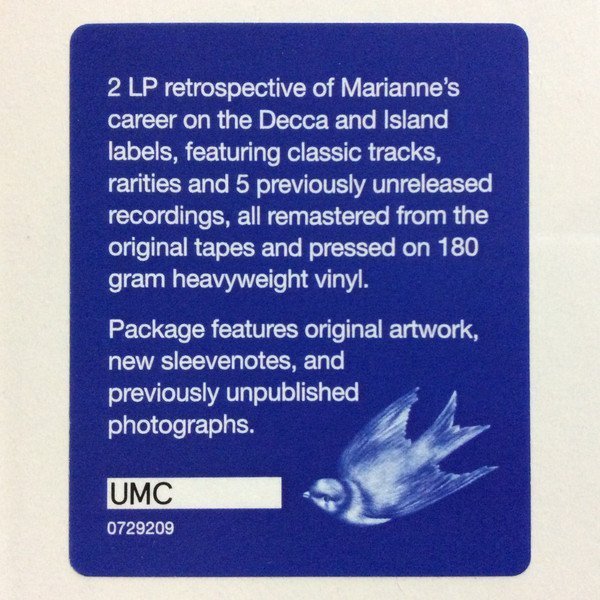 2 LP retrospective of Marianne’s
career on the Decca and Island
labels, featuring classic tracks,
rarities and 5 previously unreleased
recordings, all remastered from the
original tapes and pressed on 180
gram heavyweight vinyl.
Package features original artwork,
new sleevenotes, and
previously unpublished
photographs.
UMC
0729209